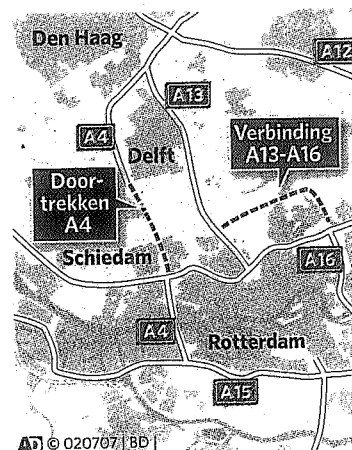 Den Haag
A12
A13
A4
Verbinding
A13-A16
Delft
Door-
trekken
A4
Schiedam
A16
A4
Rotterdam
A15
AD © 020707 | BD |